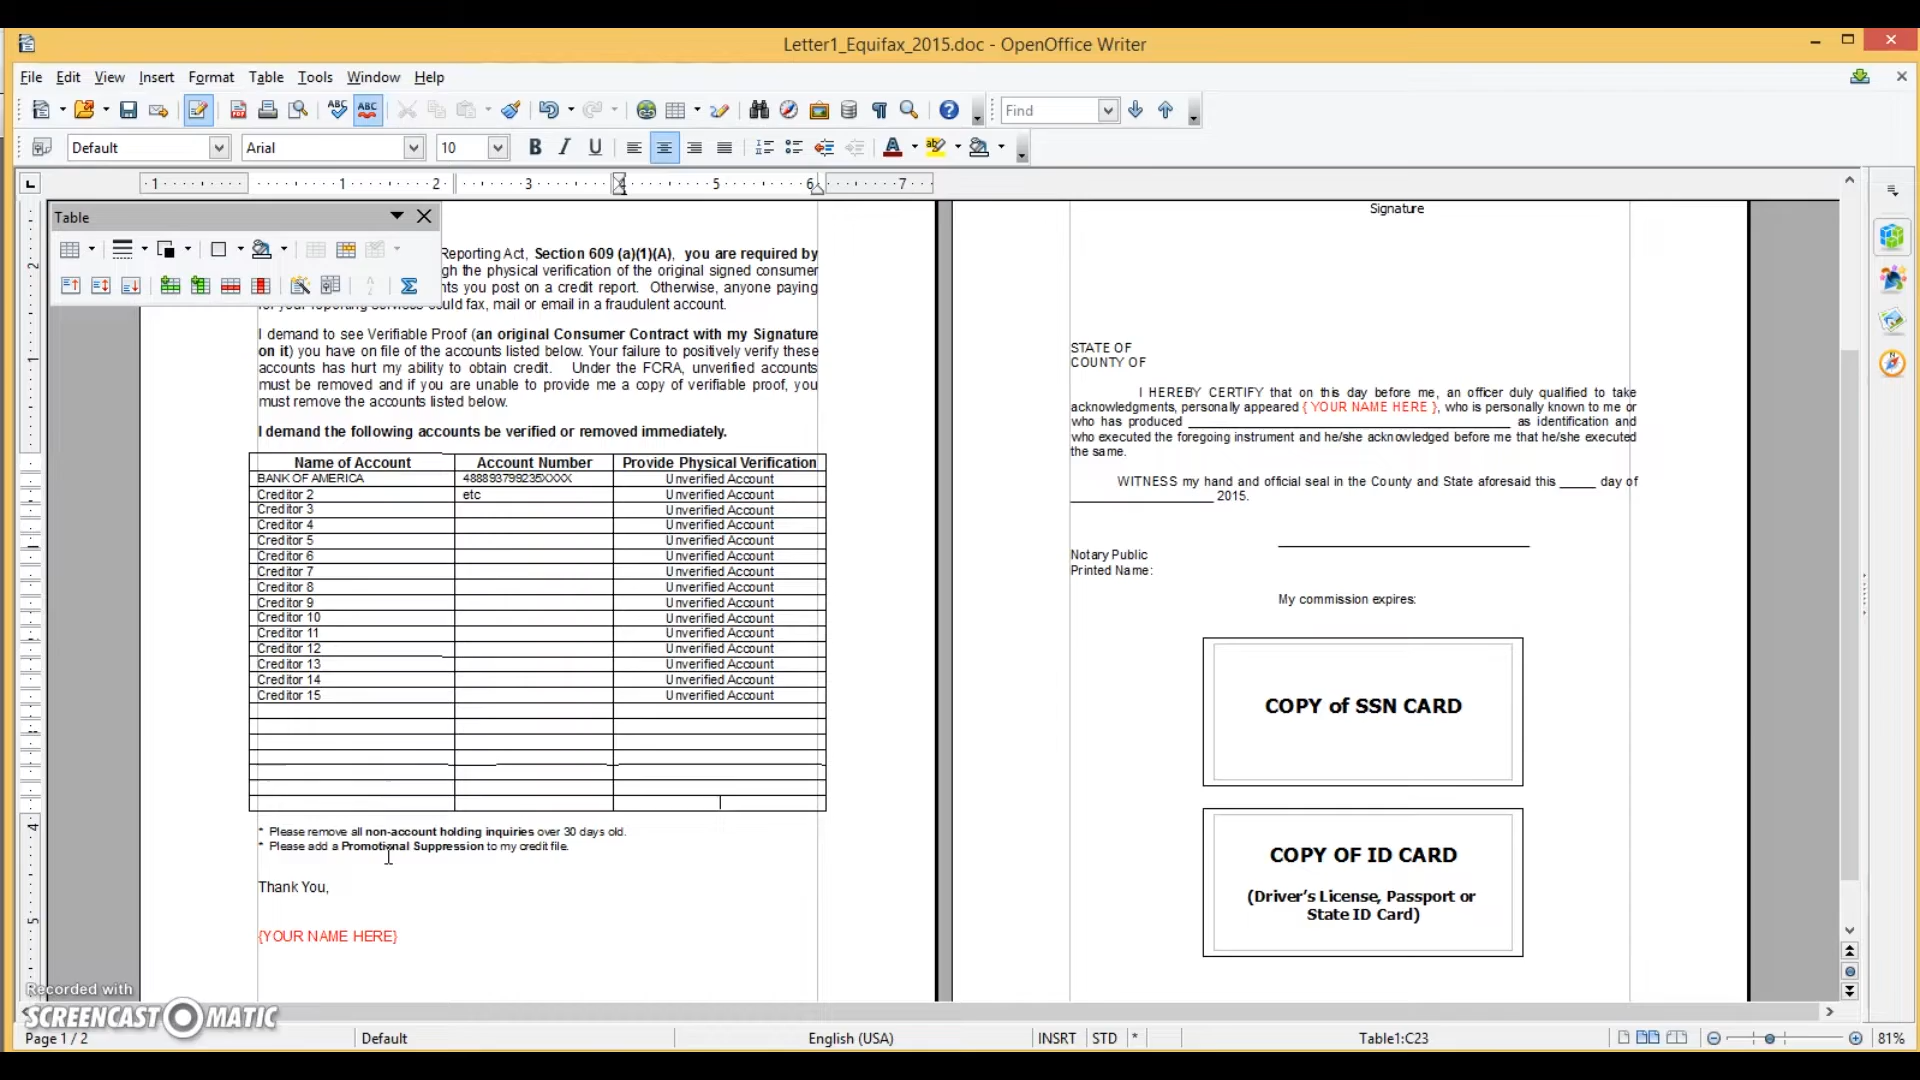 Letter1_Equifax_2015.doc - OpenOffice Writer
File Edit View Insert Format Table Tools Window Help
Find
Default Arial 10
1 1 2 3 4 5 6 7
Table
Reporting Act, Section 609 (a)(1)(A), you are required by
gh the physical verification of the original signed consumer
nts you post on a credit report. Otherwise, anyone paying
for your reporting services could fax, mail or email in a fraudulent account.
I demand to see Verifiable Proof (an original Consumer Contract with my Signature
on it) you have on file of the accounts listed below. Your failure to positively verify these
accounts has hurt my ability to obtain credit. Under the FCRA, unverified accounts
must be removed and if you are unable to provide me a copy of verifiable proof, you
must remove the accounts listed below.
I demand the following accounts be verified or removed immediately.
Name of Account Account Number Provide Physical Verification
BANK OF AMERICA 488893799235XXXX Unverified Account
Creditor 2 etc Unverified Account
Creditor 3 Unverified Account
Creditor 4 Unverified Account
Creditor 5 Unverified Account
Creditor 6 Unverified Account
Creditor 7 Unverified Account
Creditor 8 Unverified Account
Creditor 9 Unverified Account
Creditor 10 Unverified Account
Creditor 11 Unverified Account
Creditor 12 Unverified Account
Creditor 13 Unverified Account
Creditor 14 Unverified Account
Creditor 15 Unverified Account
* Please remove all non-account holding inquiries over 30 days old.
* Please add a Promotional Suppression to my credit file.
Thank You,
{YOUR NAME HERE}
Signature
STATE OF
COUNTY OF
I HEREBY CERTIFY that on this day before me, an officer duly qualified to take
acknowledgments, personally appeared { YOUR NAME HERE }, who is personally known to me or
who has produced ____ as identification and
who executed the foregoing instrument and he/she acknowledged before me that he/she executed
the same.
WITNESS my hand and official seal in the County and State aforesaid this ____ day of
____ 2015.
Notary Public
Printed Name:
My commission expires:
COPY of SSN CARD
COPY OF ID CARD
(Driver's License, Passport or
State ID Card)
Recorded with
SCREENCAST MATIC
Page 1 / 2 Default English (USA) INSRT STD * Table1:C23 81%